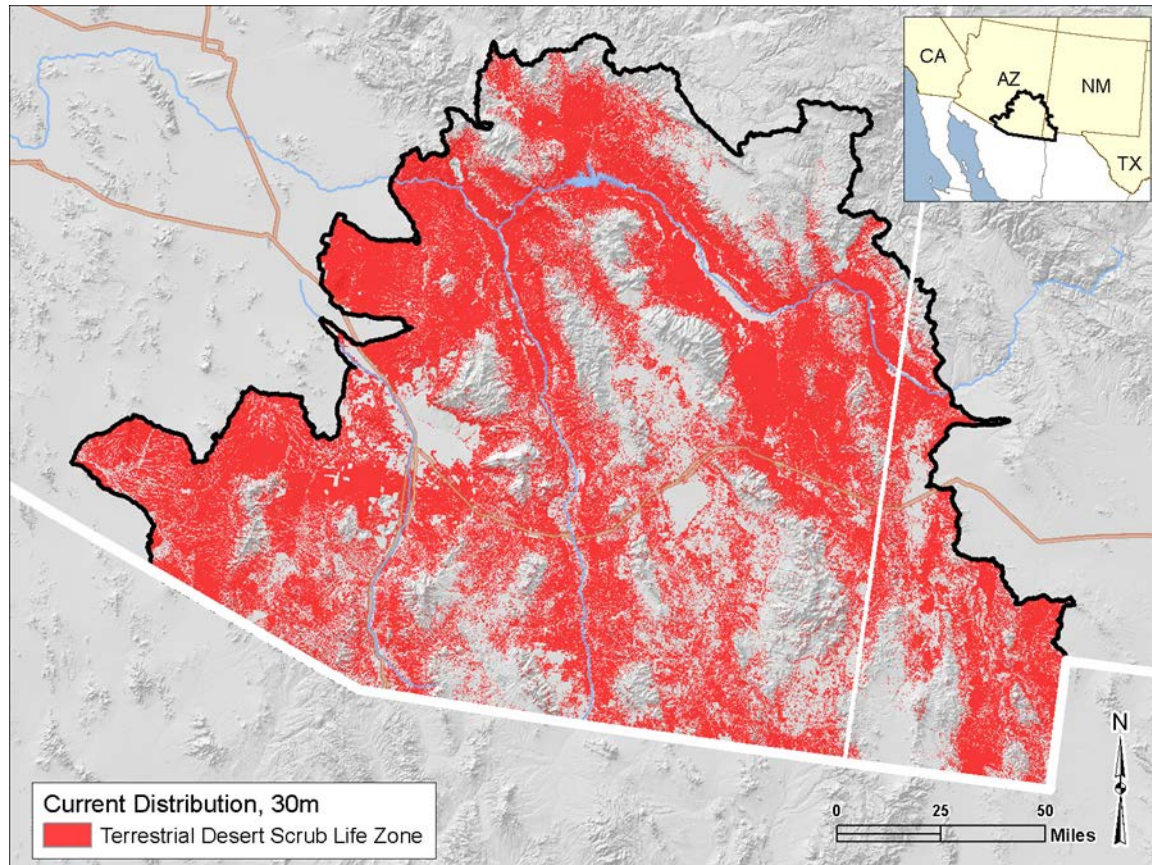 CA
AZ
NM
TX
N
Current Distribution, 30m
Terrestrial Desert Scrub Life Zone
0 25 50
Miles